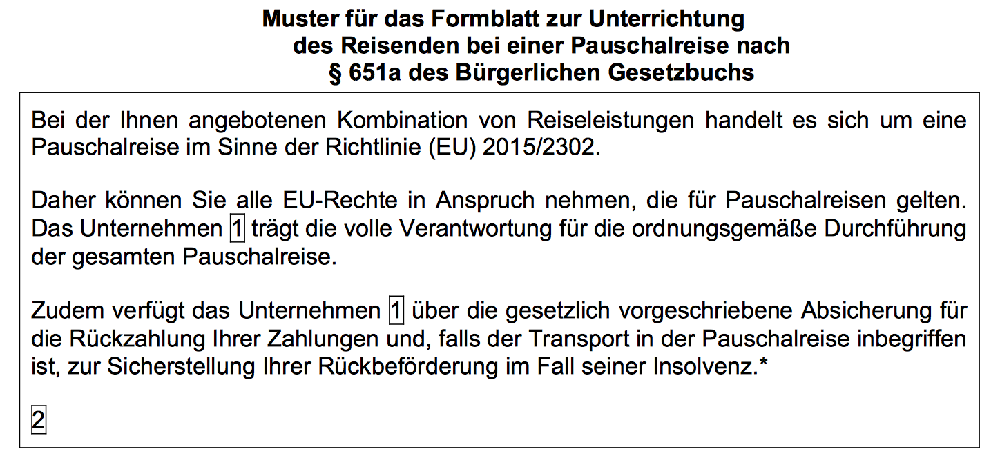 Muster für das Formblatt zur Unterrichtung
des Reisenden bei einer Pauschalreise nach
§ 651a des Bürgerlichen Gesetzbuchs
Bei der Ihnen angebotenen Kombination von Reiseleistungen handelt es sich um eine
Pauschalreise im Sinne der Richtlinie (EU) 2015/2302.
Daher können Sie alle EU-Rechte in Anspruch nehmen, die für Pauschalreisen gelten.
Das Unternehmen 1 trägt die volle Verantwortung für die ordnungsgemäße Durchführung
der gesamten Pauschalreise.
Zudem verfügt das Unternehmen 1 über die gesetzlich vorgeschriebene Absicherung für
die Rückzahlung Ihrer Zahlungen und, falls der Transport in der Pauschalreise inbegriffen
ist, zur Sicherstellung Ihrer Rückbeförderung im Fall seiner Insolvenz.*
2